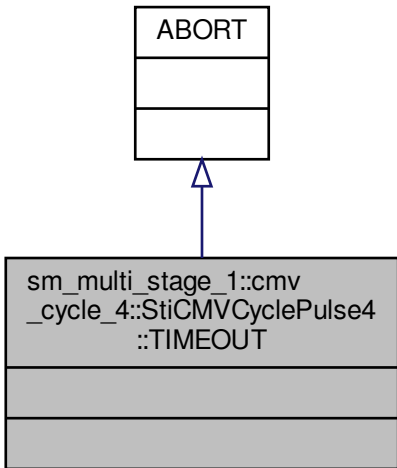 ABORT
sm_multi_stage_1::cmv
_cycle_4::StiCMVCyclePulse4
::TIMEOUT